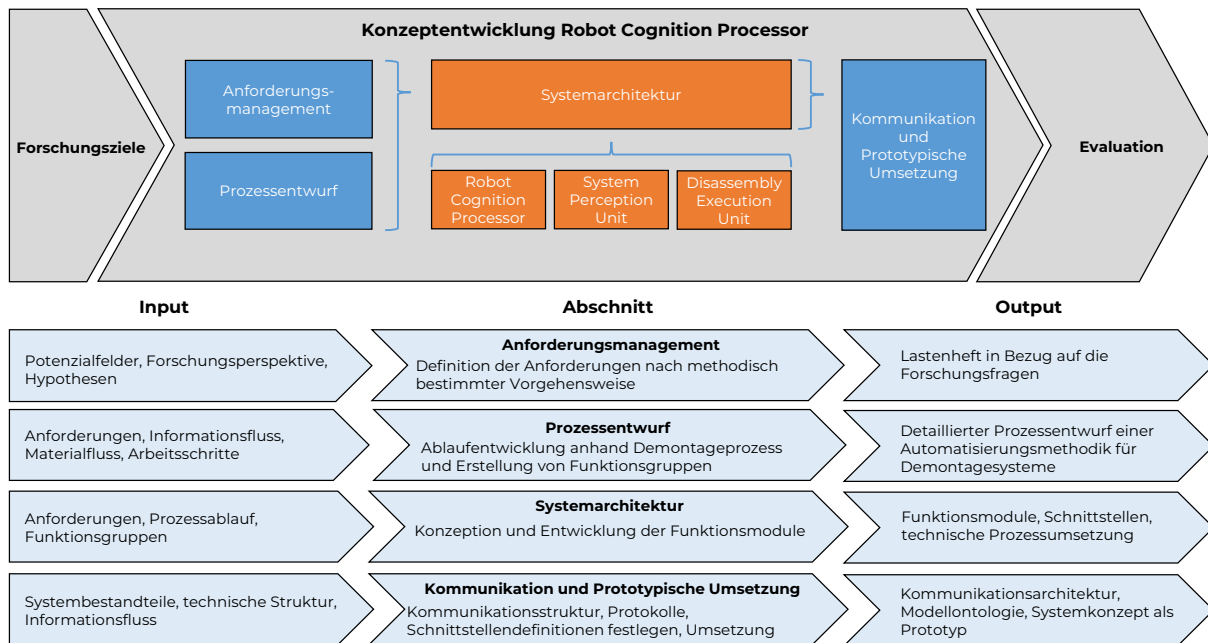 Konzeptentwicklung Robot Cognition Processor
Forschungsziele
Anforderungs-
management
Prozessentwurf
Systemarchitektur
Robot
Cognition
Processor
System
Perception
Unit
Disassembly
Execution
Unit
Kommunikation
und
Prototypische
Umsetzung
Evaluation
Input
Abschnitt
Output
Potenzialfelder, Forschungsperspektive,
Hypothesen
Anforderungsmanagement
Definition der Anforderungen nach methodisch
bestimmter Vorgehensweise
Lastenheft in Bezug auf die
Forschungsfragen
Anforderungen, Informationsfluss,
Materialfluss, Arbeitsschritte
Prozessentwurf
Ablaufentwicklung anhand Demontageprozess
und Erstellung von Funktionsgruppen
Detaillierter Prozessentwurf einer
Automatisierungsmethodik für
Demontagesysteme
Anforderungen, Prozessablauf,
Funktionsgruppen
Systemarchitektur
Konzeption und Entwicklung der Funktionsmodule
Funktionsmodule, Schnittstellen,
technische Prozessumsetzung
Systembestandteile, technische Struktur,
Informationsfluss
Kommunikation und Prototypische Umsetzung
Kommunikationsstruktur, Protokolle,
Schnittstellendefinitionen festlegen, Umsetzung
Kommunikationsarchitektur,
Modellontologie, Systemkonzept als
Prototyp